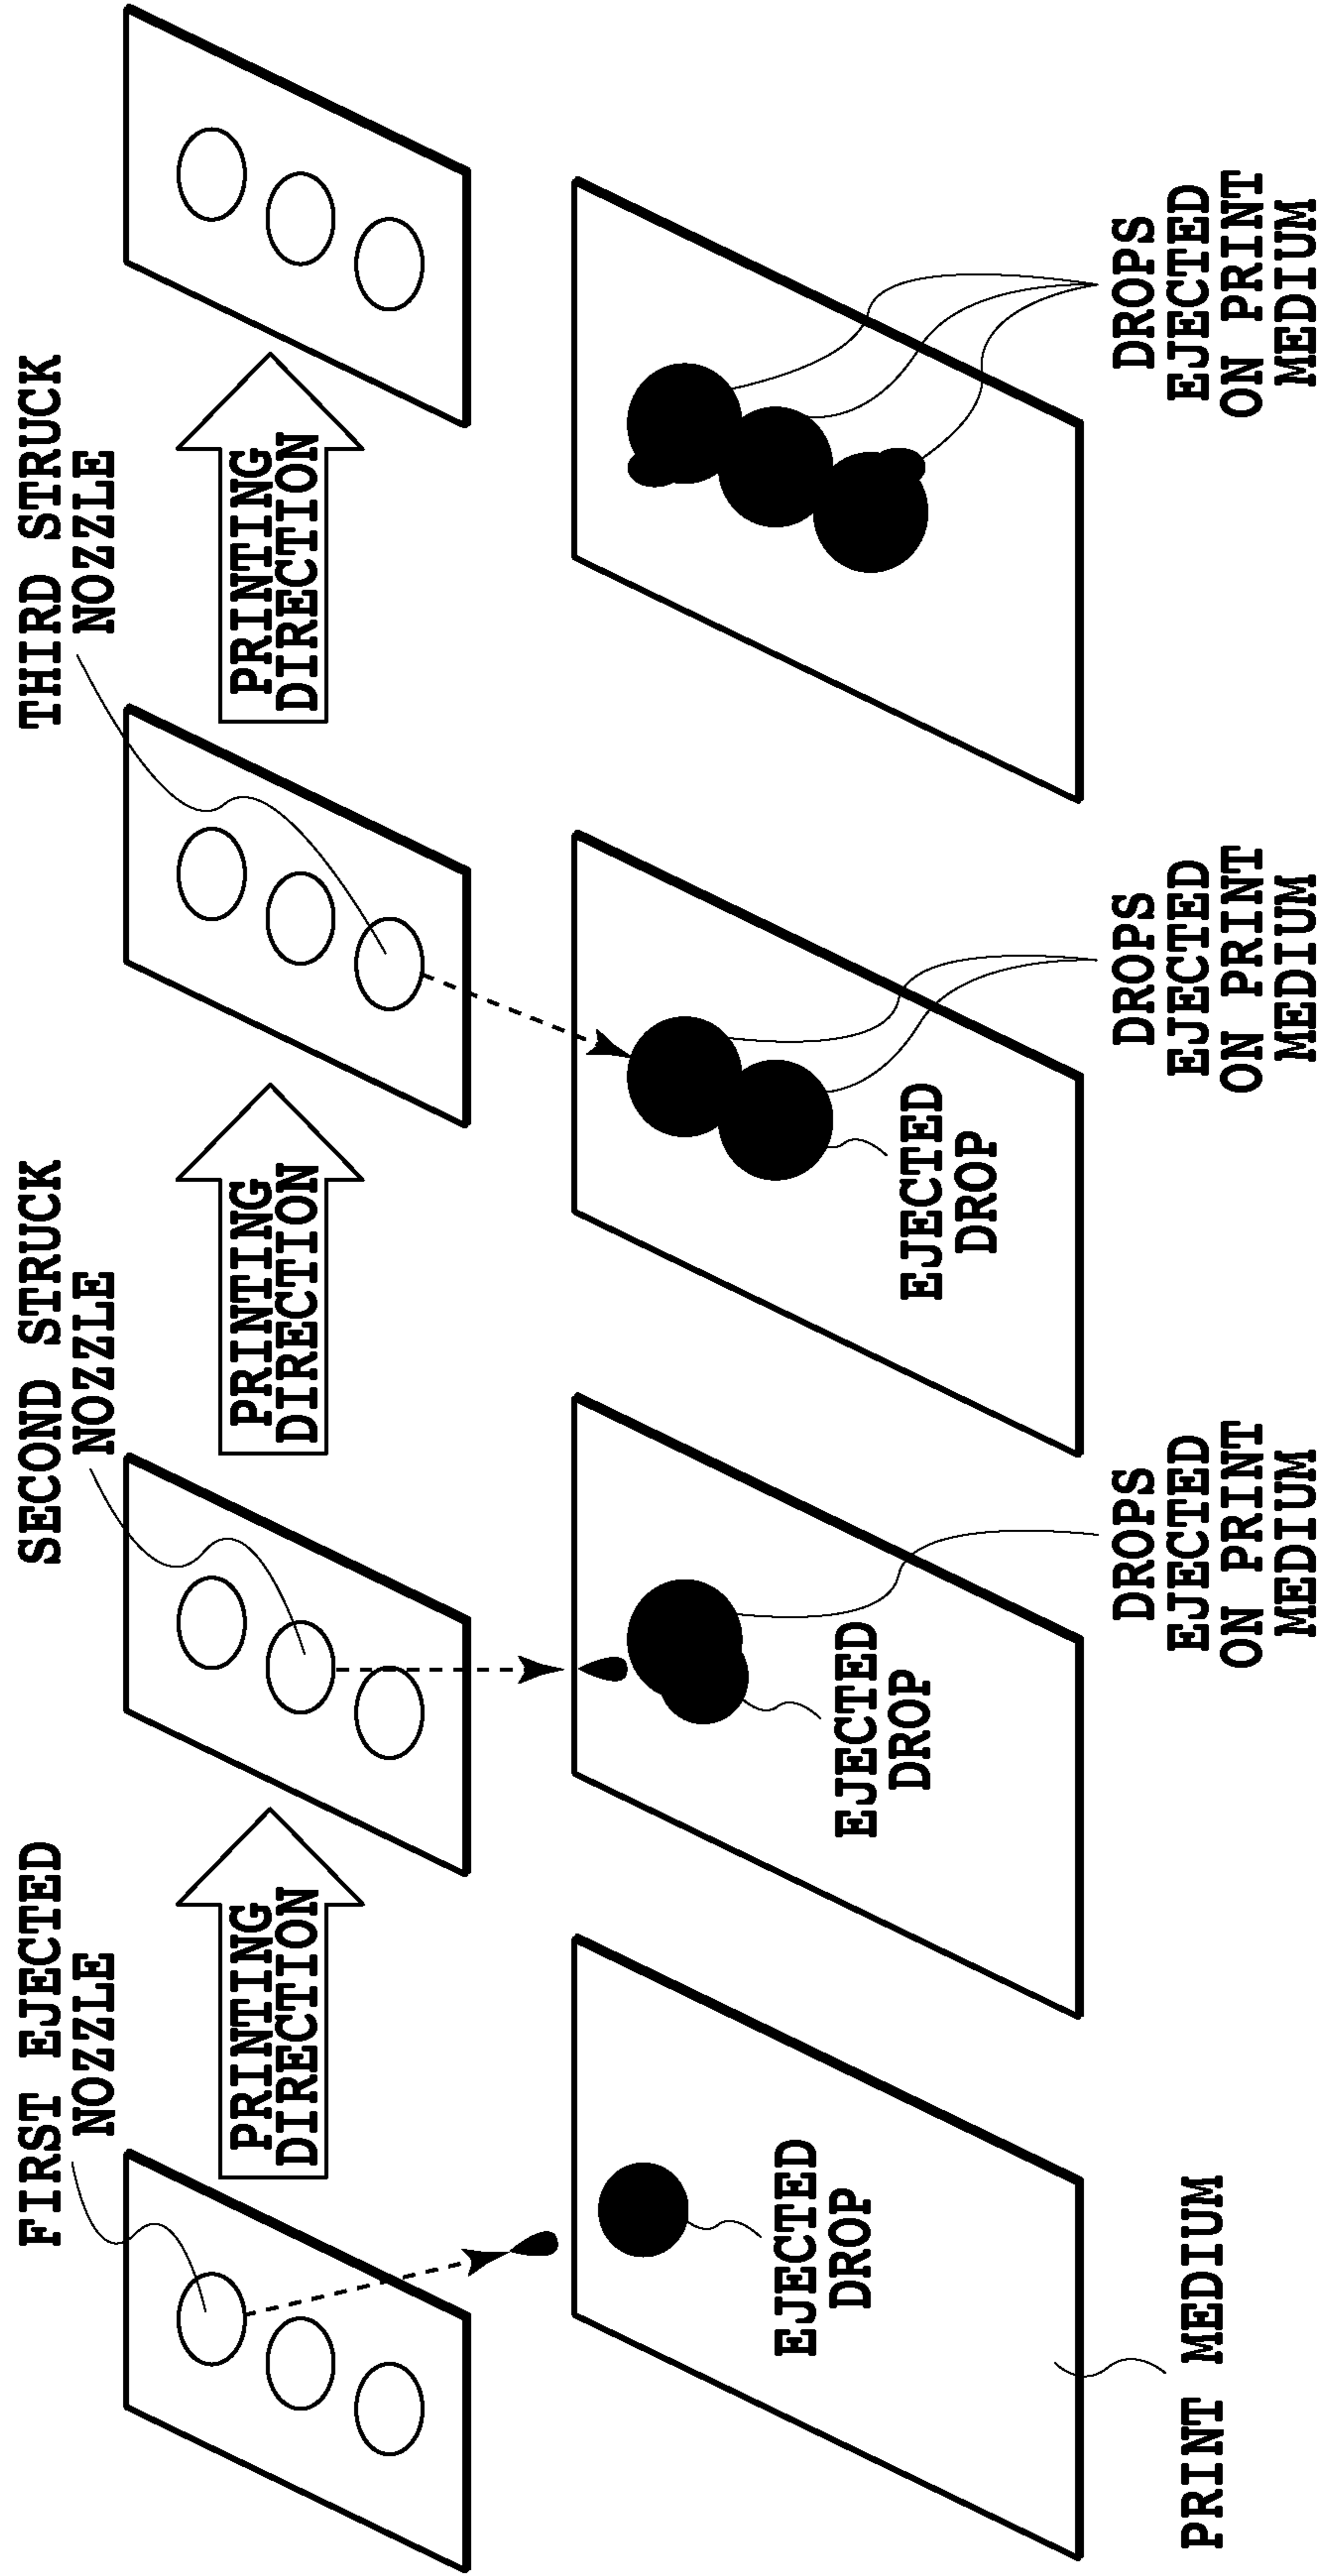 FIRST EJECTED
NOZZLE
SECOND STRUCK
NOZZLE
THIRD STRUCK
NOZZLE
PRINTING
DIRECTION
PRINTING
DIRECTION
PRINTING
DIRECTION
EJECTED
DROP
EJECTED
DROP
EJECTED
DROP
PRINT MEDIUM
DROPS
EJECTED
ON PRINT
MEDIUM
DROPS
EJECTED
ON PRINT
MEDIUM
DROPS
EJECTED
ON PRINT
MEDIUM